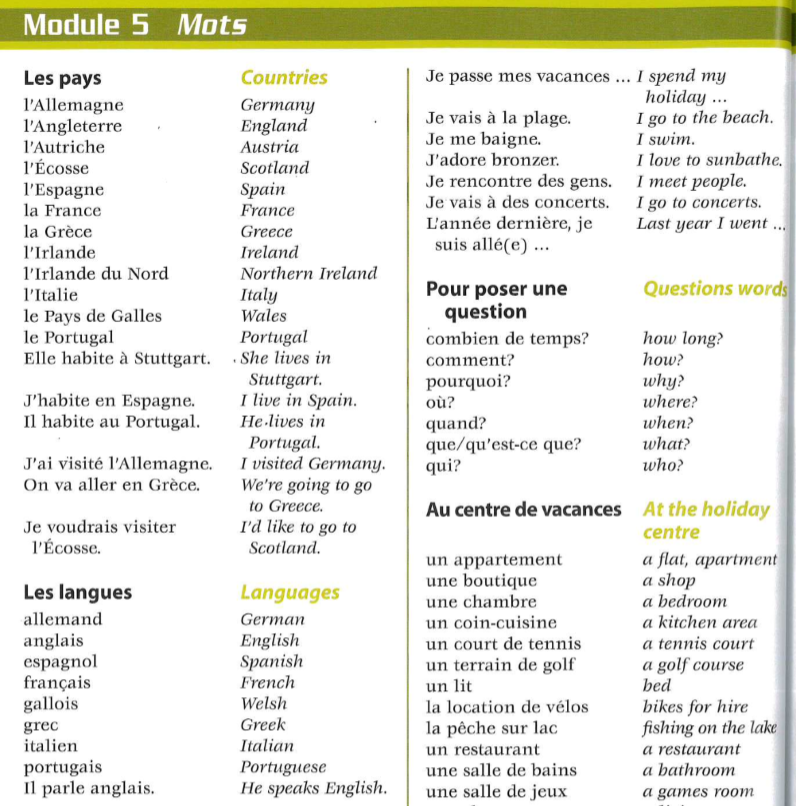 Module 5 Mots
Les pays Countries
l'Allemagne Germany
l'Angleterre England
l'Autriche Austria
l'Écosse Scotland
l'Espagne Spain
la France France
la Grèce Greece
l'Irlande Ireland
l'Irlande du Nord Northern Ireland
l'Italie Italy
le Pays de Galles Wales
le Portugal Portugal
Elle habite à Stuttgart. She lives in
Stuttgart.
J'habite en Espagne. I live in Spain.
Il habite au Portugal. He lives in
Portugal.
J'ai visité l'Allemagne. I visited Germany.
On va aller en Grèce. We're going to go
to Greece.
Je voudrais visiter I'd like to go to
l'Écosse. Scotland.
Les langues Languages
allemand German
anglais English
espagnol Spanish
français French
gallois Welsh
grec Greek
italien Italian
portugais Portuguese
Il parle anglais. He speaks English.
Je passe mes vacances ... I spend my
holiday ...
Je vais à la plage. I go to the beach.
Je me baigne. I swim.
J'adore bronzer. I love to sunbathe.
Je rencontre des gens. I meet people.
Je vais à des concerts. I go to concerts.
L'année dernière, je Last year I went ...
suis allé(e) ...
Pour poser une Questions words
question
combien de temps? how long?
comment? how?
pourquoi? why?
où? where?
quand? when?
que/qu'est-ce que? what?
qui? who?
Au centre de vacances At the holiday
centre
un appartement a flat, apartment
une boutique a shop
une chambre a bedroom
un coin-cuisine a kitchen area
un court de tennis a tennis court
un terrain de golf a golf course
un lit bed
la location de vélos bikes for hire
la pêche sur lac fishing on the lake
un restaurant a restaurant
une salle de bains a bathroom
une salle de jeux a games room